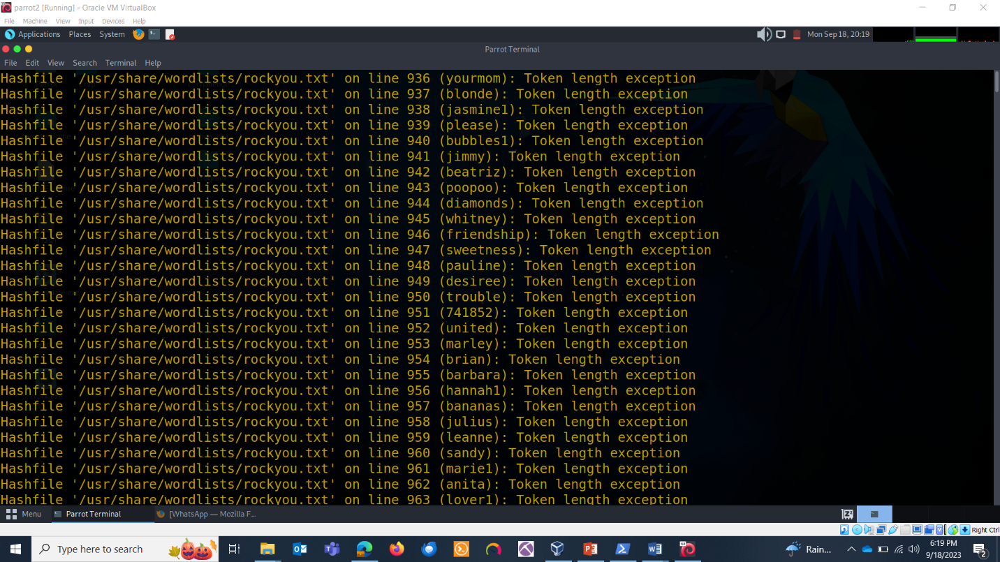 parrot2 [Running] - Oracle VM VirtualBox
File Machine View Input Devices Help
Applications Places System Mon Sep 18, 20:19
Parrot Terminal
File Edit View Search Terminal Help
Hashfile '/usr/share/wordlists/rockyou.txt' on line 936 (yourmom): Token length exception
Hashfile '/usr/share/wordlists/rockyou.txt' on line 937 (blonde): Token length exception
Hashfile '/usr/share/wordlists/rockyou.txt' on line 938 (jasmine1): Token length exception
Hashfile '/usr/share/wordlists/rockyou.txt' on line 939 (please): Token length exception
Hashfile '/usr/share/wordlists/rockyou.txt' on line 940 (bubbles1): Token length exception
Hashfile '/usr/share/wordlists/rockyou.txt' on line 941 (jimmy): Token length exception
Hashfile '/usr/share/wordlists/rockyou.txt' on line 942 (beatriz): Token length exception
Hashfile '/usr/share/wordlists/rockyou.txt' on line 943 (poopoo): Token length exception
Hashfile '/usr/share/wordlists/rockyou.txt' on line 944 (diamonds): Token length exception
Hashfile '/usr/share/wordlists/rockyou.txt' on line 945 (whitney): Token length exception
Hashfile '/usr/share/wordlists/rockyou.txt' on line 946 (friendship): Token length exception
Hashfile '/usr/share/wordlists/rockyou.txt' on line 947 (sweetness): Token length exception
Hashfile '/usr/share/wordlists/rockyou.txt' on line 948 (pauline): Token length exception
Hashfile '/usr/share/wordlists/rockyou.txt' on line 949 (desiree): Token length exception
Hashfile '/usr/share/wordlists/rockyou.txt' on line 950 (trouble): Token length exception
Hashfile '/usr/share/wordlists/rockyou.txt' on line 951 (741852): Token length exception
Hashfile '/usr/share/wordlists/rockyou.txt' on line 952 (united): Token length exception
Hashfile '/usr/share/wordlists/rockyou.txt' on line 953 (marley): Token length exception
Hashfile '/usr/share/wordlists/rockyou.txt' on line 954 (brian): Token length exception
Hashfile '/usr/share/wordlists/rockyou.txt' on line 955 (barbara): Token length exception
Hashfile '/usr/share/wordlists/rockyou.txt' on line 956 (hannah1): Token length exception
Hashfile '/usr/share/wordlists/rockyou.txt' on line 957 (bananas): Token length exception
Hashfile '/usr/share/wordlists/rockyou.txt' on line 958 (julius): Token length exception
Hashfile '/usr/share/wordlists/rockyou.txt' on line 959 (leanne): Token length exception
Hashfile '/usr/share/wordlists/rockyou.txt' on line 960 (sandy): Token length exception
Hashfile '/usr/share/wordlists/rockyou.txt' on line 961 (marie1): Token length exception
Hashfile '/usr/share/wordlists/rockyou.txt' on line 962 (anita): Token length exception
Hashfile '/usr/share/wordlists/rockyou.txt' on line 963 (lover1): Token length exception
Menu Parrot Terminal [WhatsApp — Mozilla F...
Right Ctrl
Type here to search Rain... 6:19 PM
9/18/2023 2